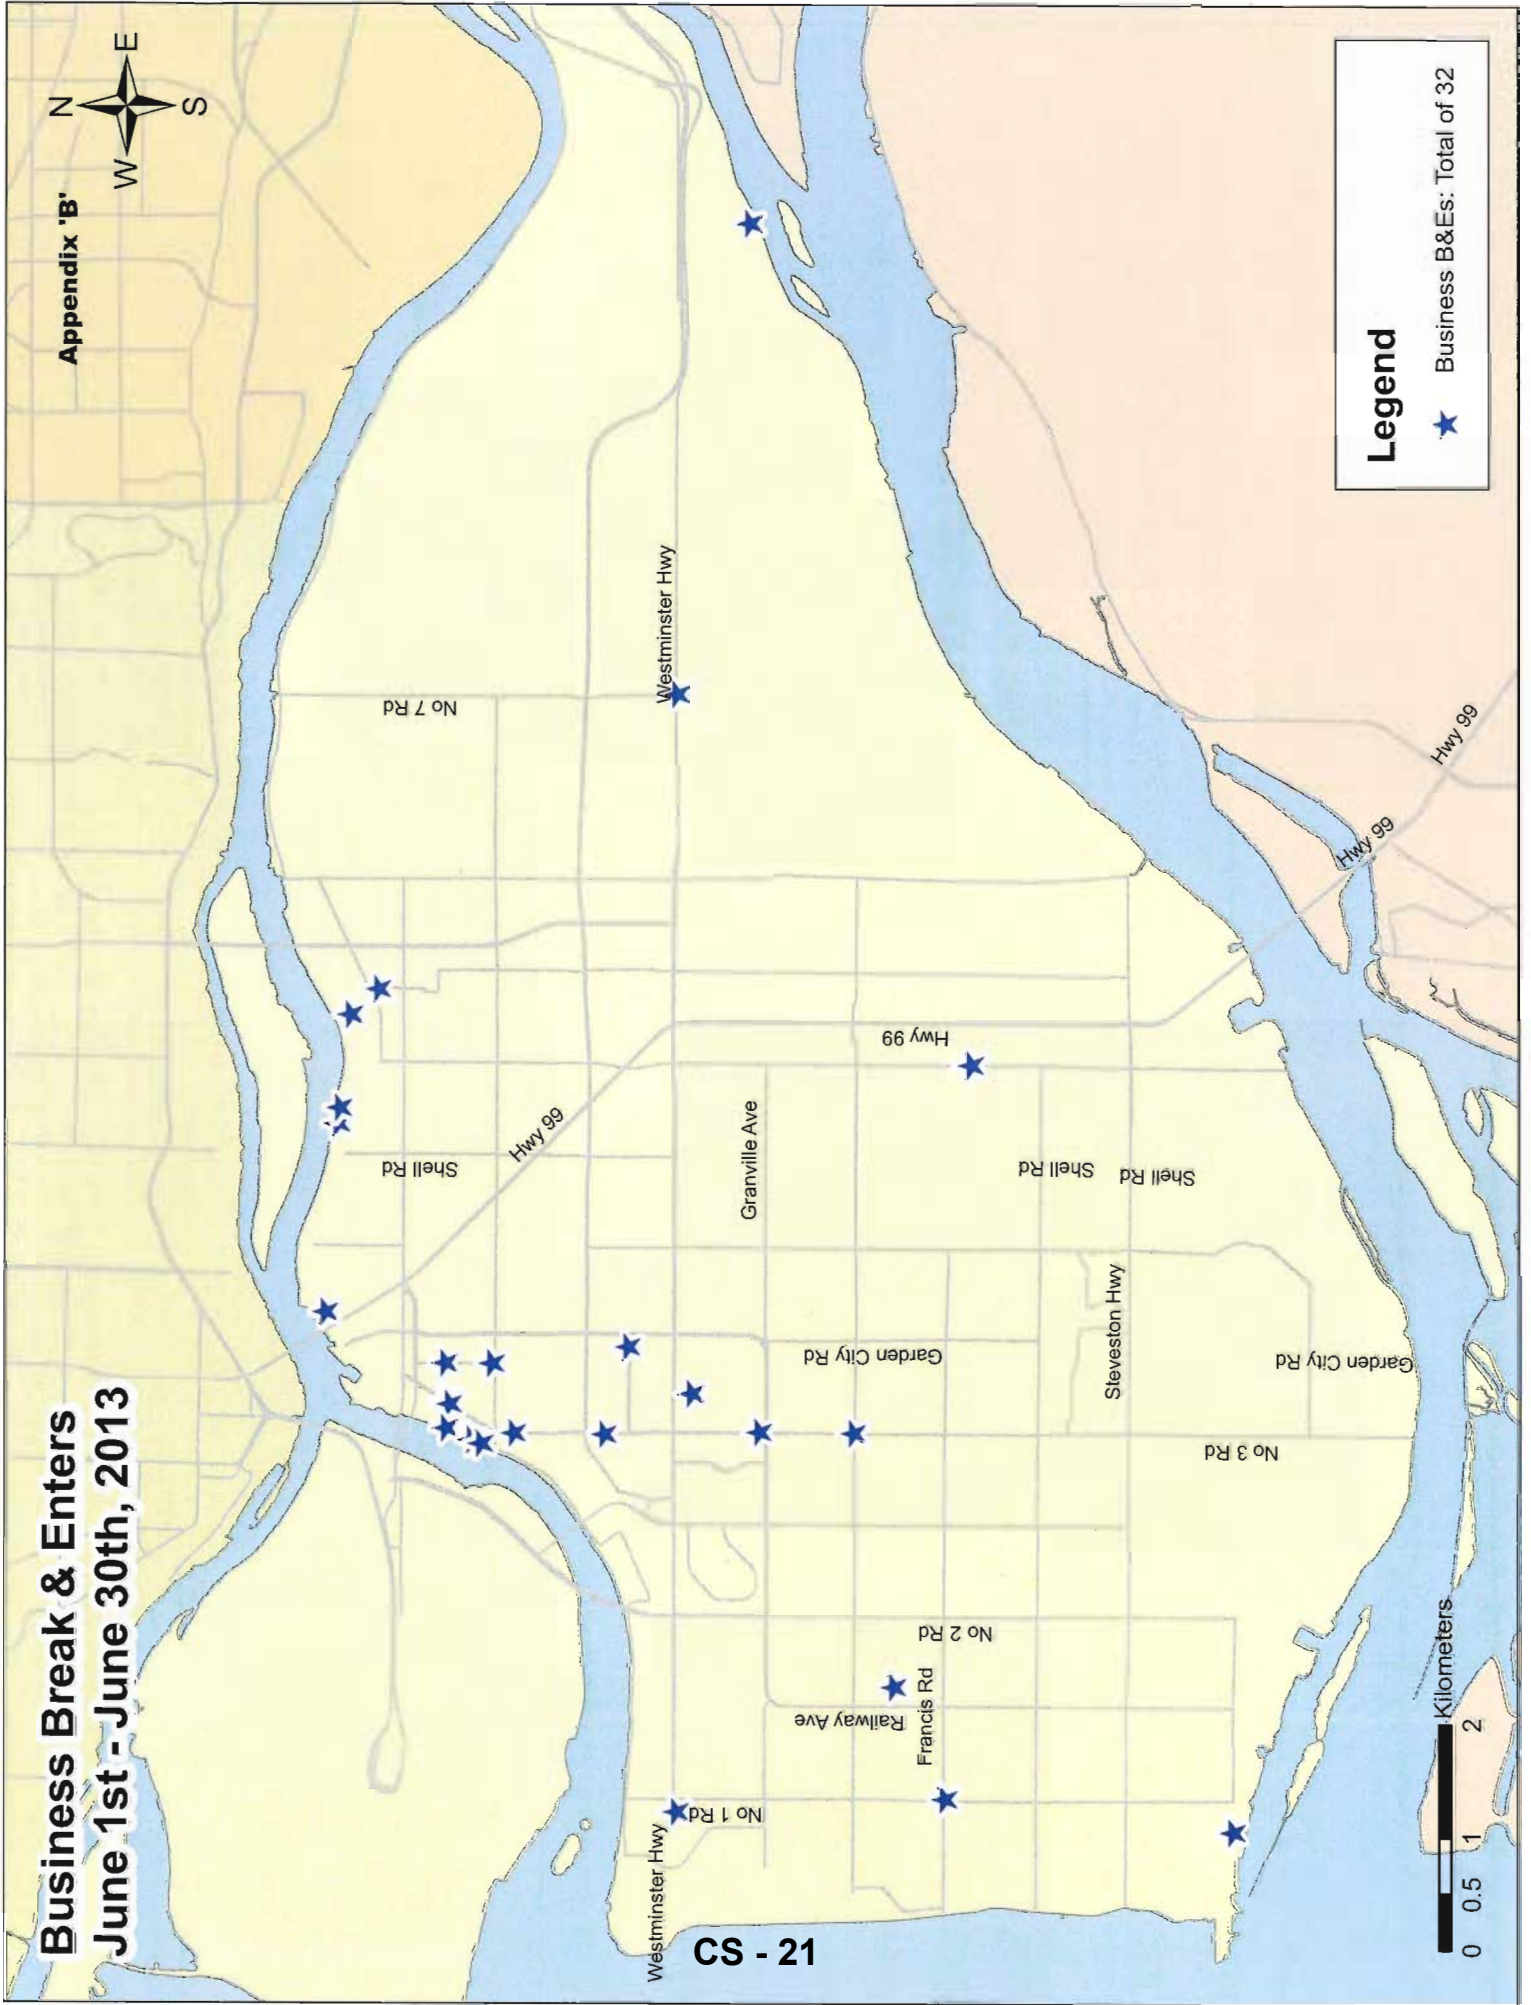 Business Break & Enters
June 1st - June 30th, 2013
Appendix 'B'
N
W
E
S
No 7 Rd
Westminster Hwy
Hwy 99
Hwy 99
Hwy 99
Hwy 99
Shell Rd
Granville Ave
Shell Rd
Shell Rd
Garden City Rd
Steveston Hwy
Garden City Rd
No 3 Rd
No 2 Rd
Railway Ave
Francis Rd
No 1 Rd
Westminster Hwy
Legend
Business B&Es: Total of 32
Kilometers
0 0.5 1 2
CS - 21